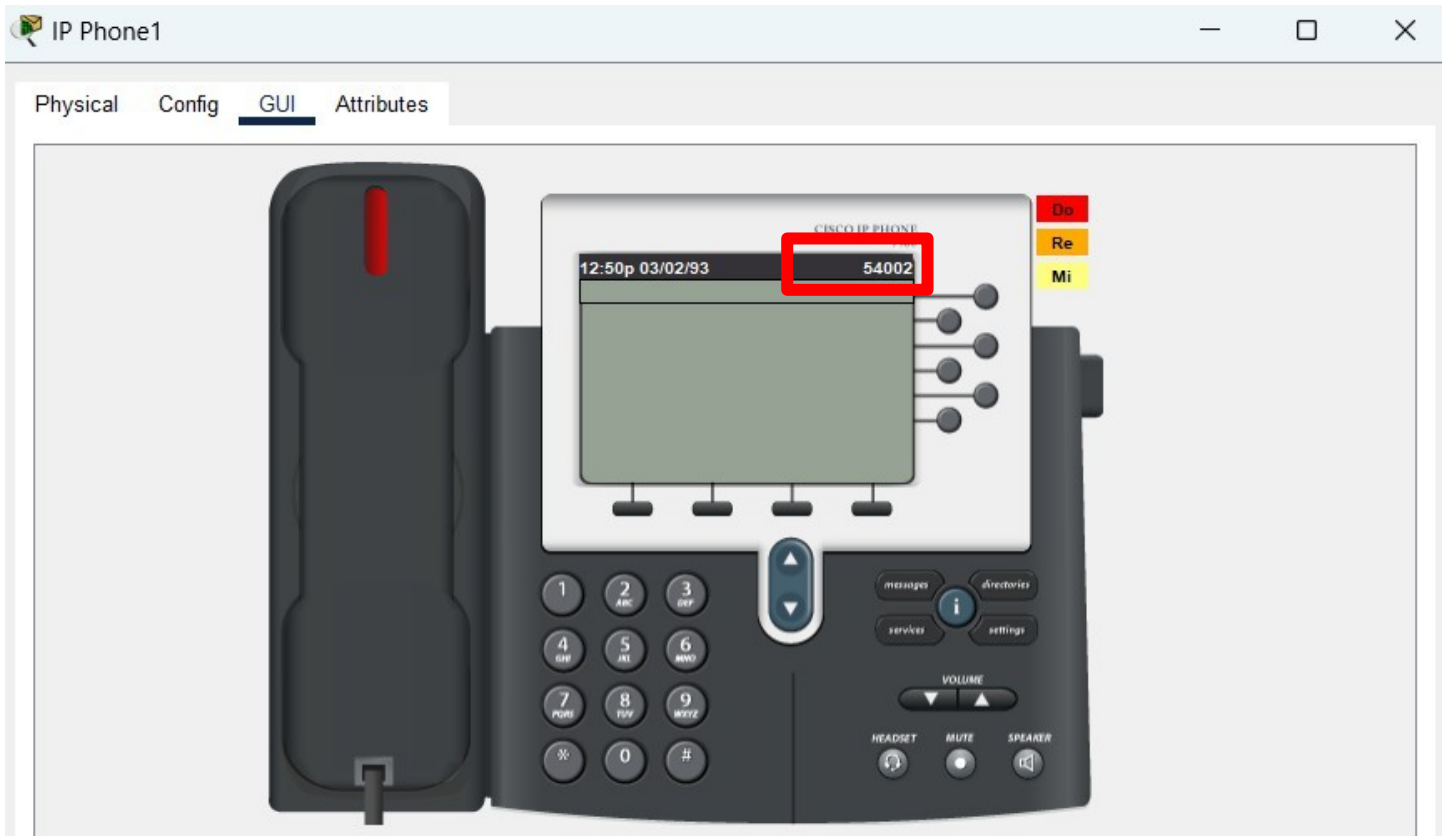 IP Phone1
Physical Config GUI Attributes
CISCO IP PHONE
12:50p 03/02/93 54002
Do
Re
Mi
1 2 3
ABC DEF
4 5 6
GHI JKL MNO
7 8 9
PQRS TUV WXYZ
* 0 #
messages directories
i
services settings
VOLUME
HEADSET MUTE SPEAKER